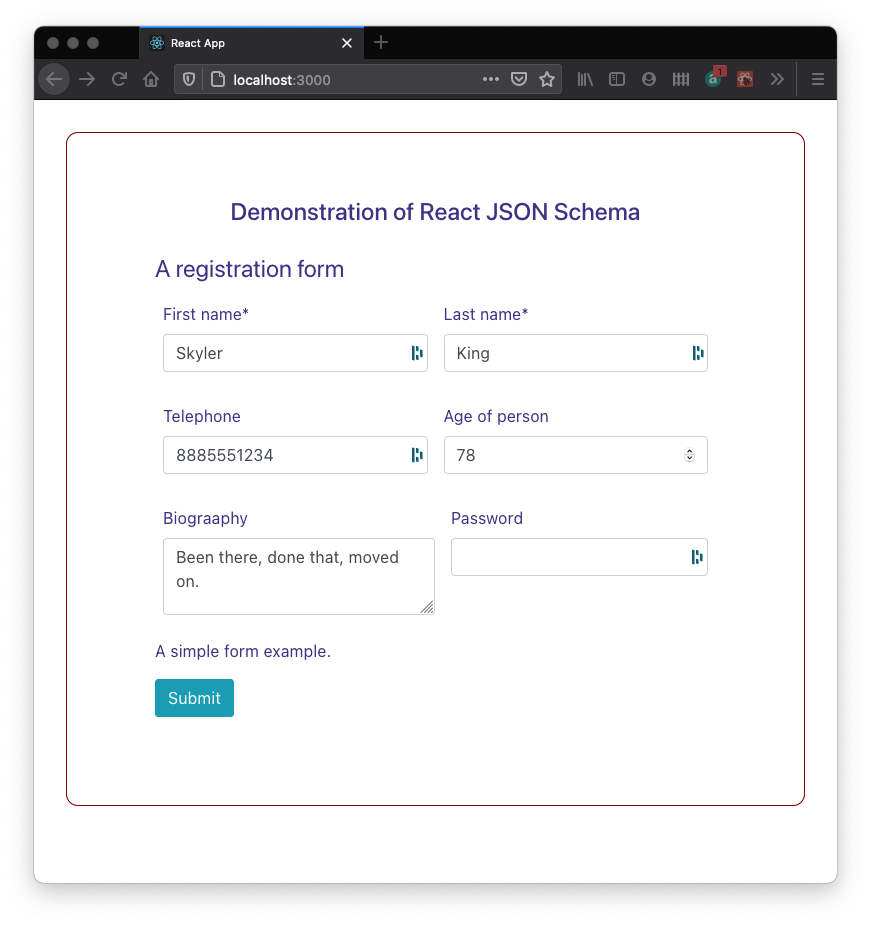 React App
localhost:3000
a 1
Demonstration of React JSON Schema
A registration form
First name* Last name*
Skyler King
Telephone Age of person
8885551234 78
Biograaphy Password
Been there, done that, moved
on.
A simple form example.
Submit